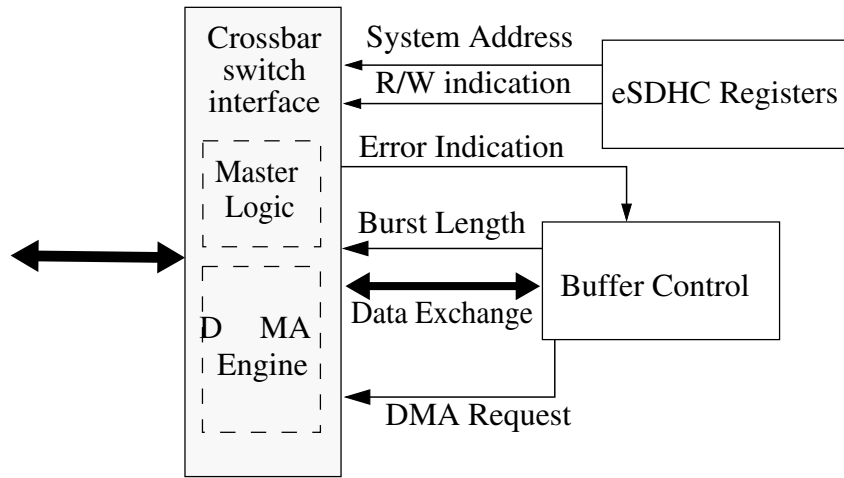 Crossbar
switch
interface
Master
Logic
D MA
Engine
System Address
R/W indication
Error Indication
Burst Length
Data Exchange
DMA Request
eSDHC Registers
Buffer Control